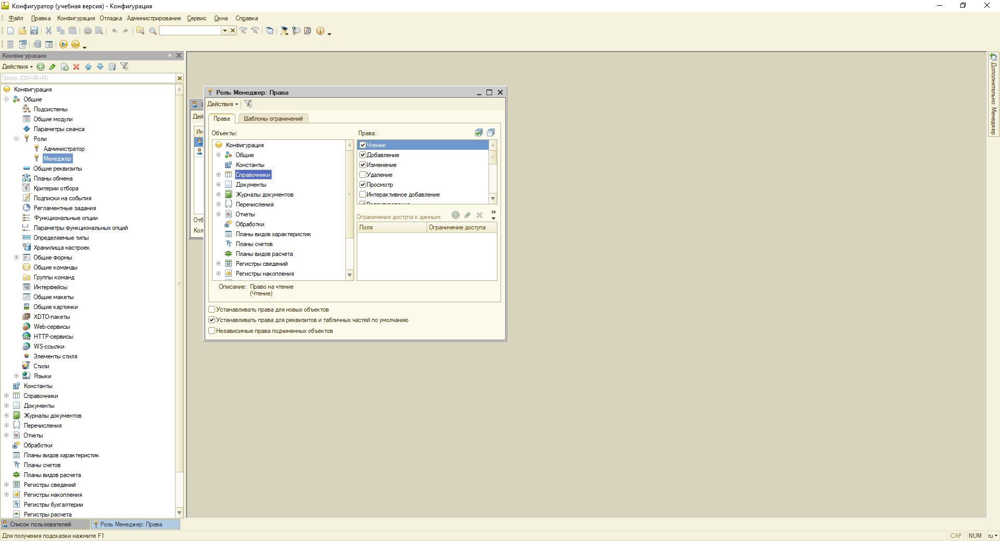 Конфигуратор (учебная версия) - Конфигурация
Файл Правка Конфигурация Отладка Администрирование Сервис Окна Справка
Конфигурация
Действия
Поиск (Ctrl+Alt+M)
Конфигурация
Общие
Подсистемы
Общие модули
Параметры сеанса
Роли
Администратор
Менеджер
Общие реквизиты
Планы обмена
Критерии отбора
Подписки на события
Регламентные задания
Функциональные опции
Параметры функциональных опций
Определяемые типы
Хранилища настроек
Общие формы
Общие команды
Группы команд
Интерфейсы
Общие макеты
Общие картинки
XDTO-пакеты
Web-сервисы
HTTP-сервисы
WS-ссылки
Элементы стиля
Стили
Языки
Константы
Справочники
Документы
Журналы документов
Перечисления
Отчеты
Обработки
Планы видов характеристик
Планы счетов
Планы видов расчета
Регистры сведений
Регистры накопления
Регистры бухгалтерии
Регистры расчета
Дей
Им
Отб
Кол
Роль Менеджер: Права
Действия
Права Шаблоны ограничений
Объекты:
Конфигурация
Общие
Константы
Справочники
Документы
Журналы документов
Перечисления
Отчеты
Обработки
Планы видов характеристик
Планы счетов
Планы видов расчета
Регистры сведений
Регистры накопления
Права:
Чтение
Добавление
Изменение
Удаление
Просмотр
Интерактивное добавление
Ограничения доступа к данным:
Поля Ограничение доступа
Описание: Право на чтение
(Чтение)
Устанавливать права для новых объектов
Устанавливать права для реквизитов и табличных частей по умолчанию
Независимые права подчиненных объектов
Дополнительно: Менеджер
Список пользователей Роль Менеджер: Права
Для получения подсказки нажмите F1 CAP NUM ru